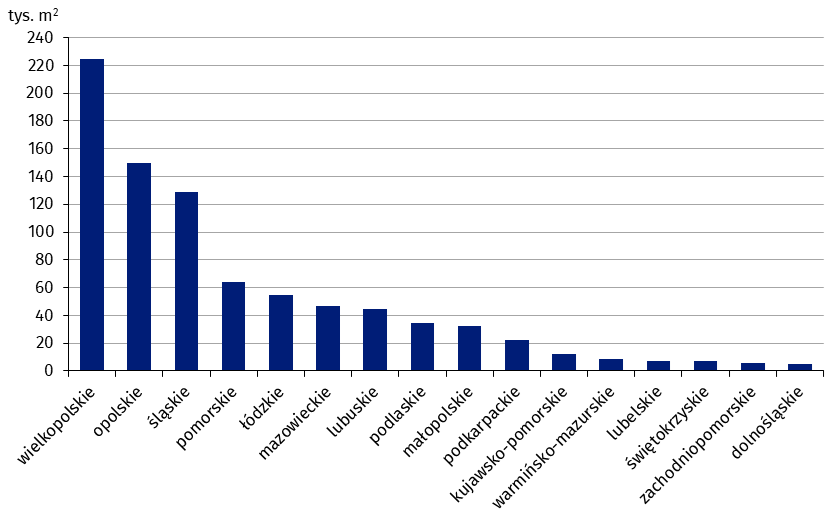 tys. m²
240
220
200
180
160
140
120
100
80
60
40
20
0
wielkopolskie
opolskie
śląskie
pomorskie
łódzkie
mazowieckie
lubuskie
podlaskie
małopolskie
podkarpackie
kujawsko-pomorskie
warmińsko-mazurskie
lubelskie
świętokrzyskie
zachodniopomorskie
dolnośląskie